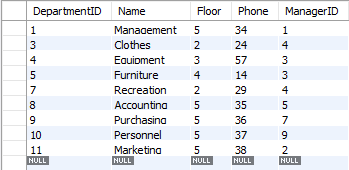 DepartmentID Name Floor Phone ManagerID
1 Management 5 34 1
3 Clothes 2 24 4
4 Equipment 3 57 3
5 Furniture 4 14 3
7 Recreation 2 29 4
8 Accounting 5 35 5
9 Purchasing 5 36 7
10 Personnel 5 37 9
11 Marketing 5 38 2
NULL NULL NULL NULL NULL